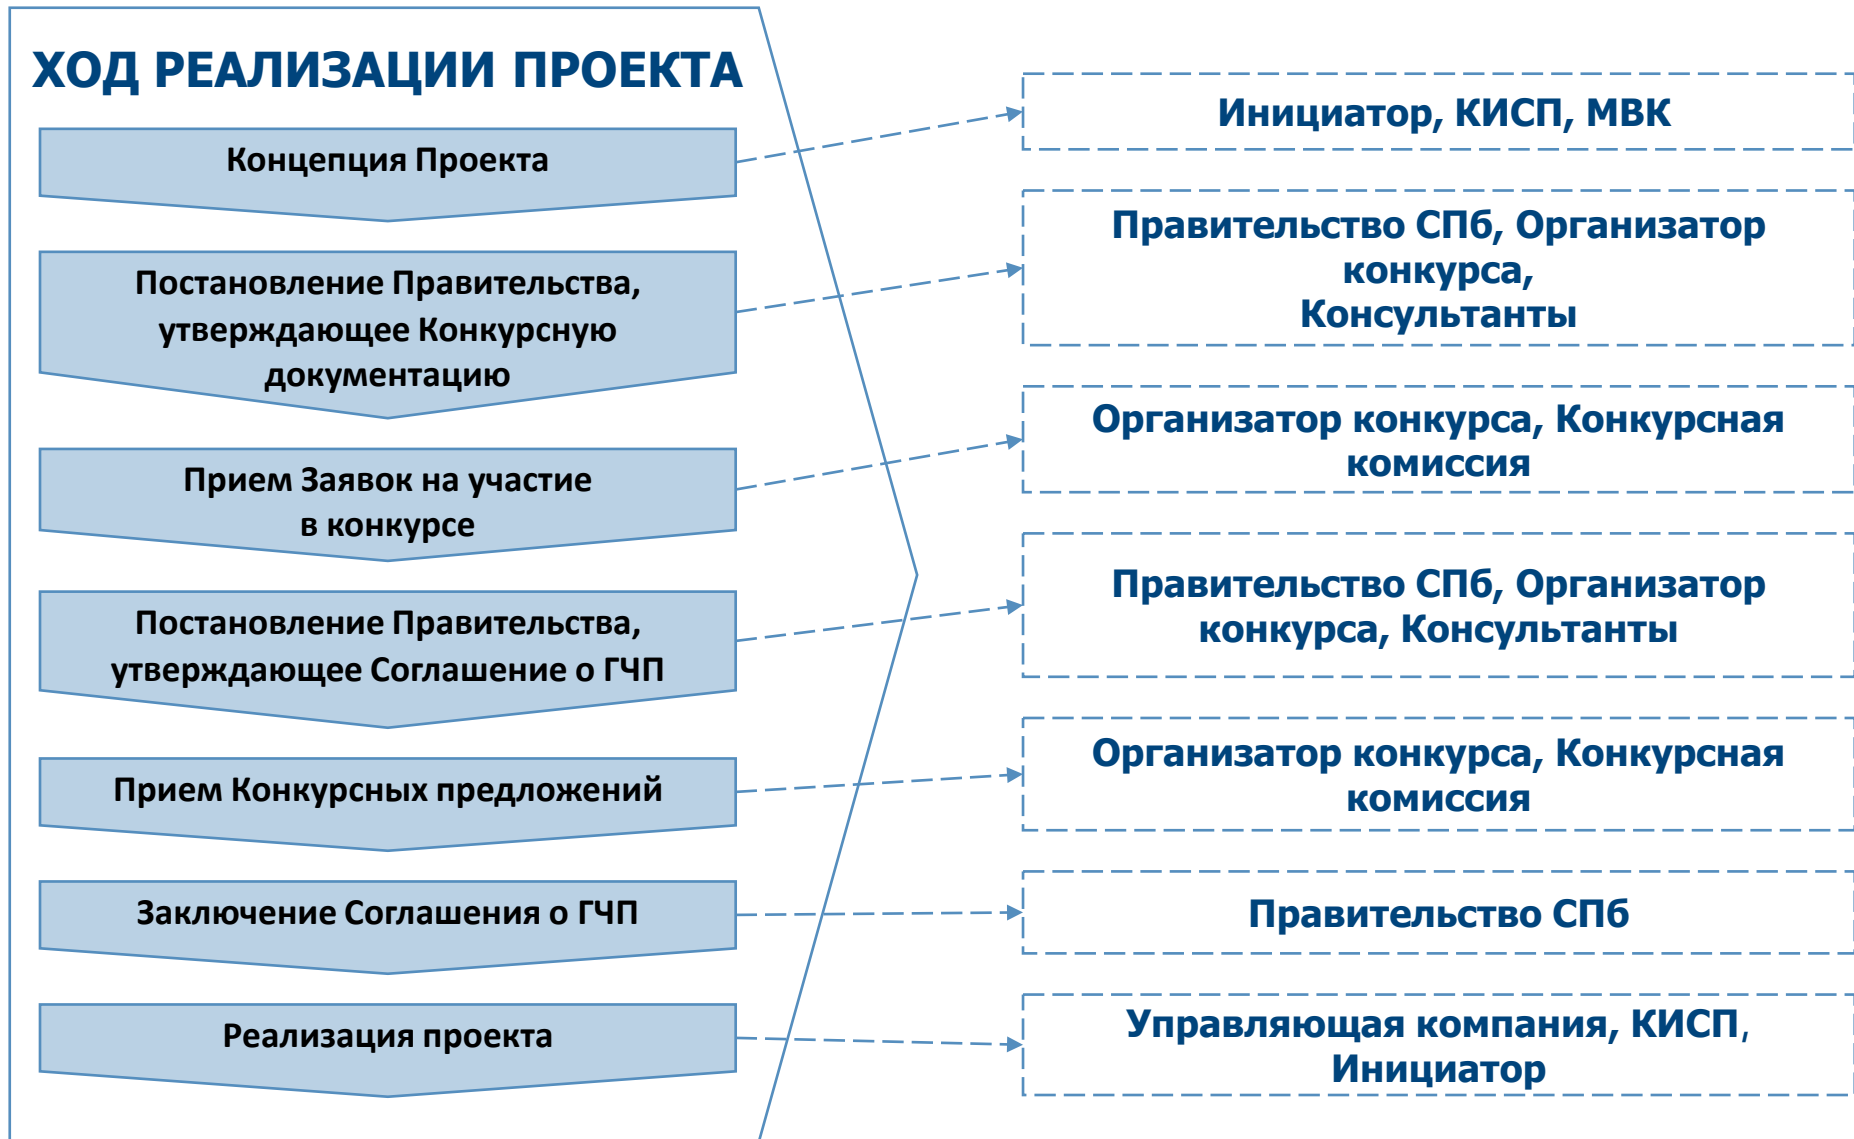 ХОД РЕАЛИЗАЦИИ ПРОЕКТА
Концепция Проекта
Инициатор, КИСП, МВК
Постановление Правительства,
утверждающее Конкурсную
документацию
Правительство СПб, Организатор
конкурса,
Консультанты
Прием Заявок на участие
в конкурсе
Организатор конкурса, Конкурсная
комиссия
Постановление Правительства,
утверждающее Соглашение о ГЧП
Правительство СПб, Организатор
конкурса, Консультанты
Прием Конкурсных предложений
Организатор конкурса, Конкурсная
комиссия
Заключение Соглашения о ГЧП
Правительство СПб
Реализация проекта
Управляющая компания, КИСП,
Инициатор